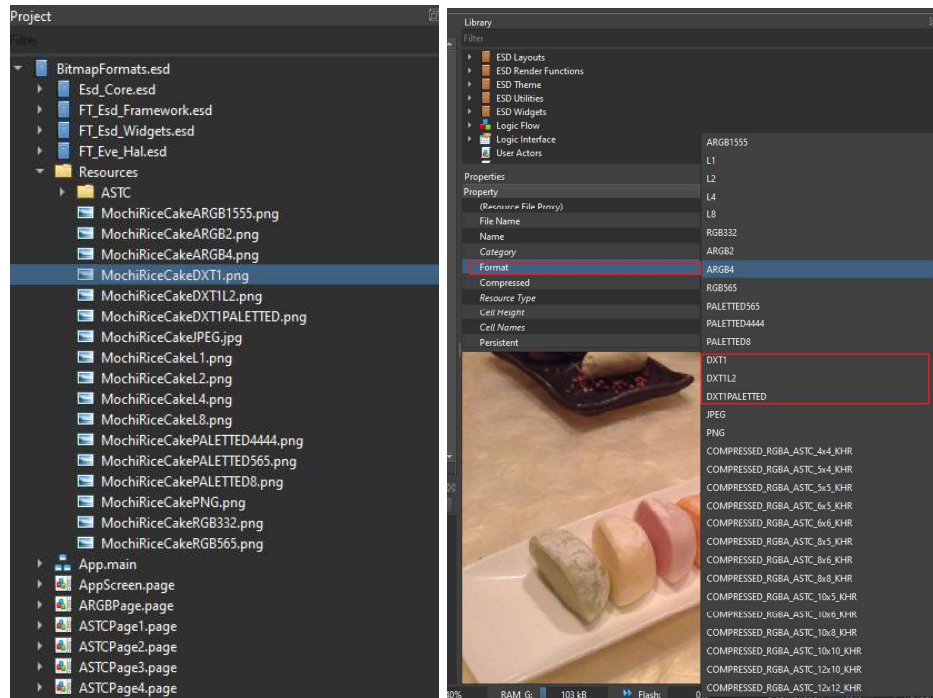 Project
Filter
BitmapFormats.esd
Esd_Core.esd
FT_Esd_Framework.esd
FT_Esd_Widgets.esd
FT_Eve_Hal.esd
Resources
ASTC
MochiRiceCakeARGB1555.png
MochiRiceCakeARGB2.png
MochiRiceCakeARGB4.png
MochiRiceCakeDXT1.png
MochiRiceCakeDXT1L2.png
MochiRiceCakeDXT1PALETTED.png
MochiRiceCakeJPEG.jpg
MochiRiceCakeL1.png
MochiRiceCakeL2.png
MochiRiceCakeL4.png
MochiRiceCakeL8.png
MochiRiceCakePALETTED4444.png
MochiRiceCakePALETTED565.png
MochiRiceCakePALETTED8.png
MochiRiceCakePNG.png
MochiRiceCakeRGB332.png
MochiRiceCakeRGB565.png
App.main
AppScreen.page
ARGBPage.page
ASTCPage1.page
ASTCPage2.page
ASTCPage3.page
ASTCPage4.page
Library
Filter
ESD Layouts
ESD Render Functions
ESD Theme
ESD Utilities
ESD Widgets
Logic Flow
Logic Interface
User Actors
Properties
Property
(Resource File Proxy)
File Name
Name
Category
Format
Compressed
Resource Type
Cell Height
Cell Names
Persistent
ARGB1555
L1
L2
L4
L8
RGB332
ARGB2
ARGB4
RGB565
PALETTED565
PALETTED4444
PALETTED8
DXT1
DXT1L2
DXT1PALETTED
JPEG
PNG
COMPRESSED_RGBA_ASTC_4x4_KHR
COMPRESSED_RGBA_ASTC_5x4_KHR
COMPRESSED_RGBA_ASTC_5x5_KHR
COMPRESSED_RGBA_ASTC_6x5_KHR
COMPRESSED_RGBA_ASTC_6x6_KHR
COMPRESSED_RGBA_ASTC_8x5_KHR
COMPRESSED_RGBA_ASTC_8x6_KHR
COMPRESSED_RGBA_ASTC_8x8_KHR
COMPRESSED_RGBA_ASTC_10x5_KHR
COMPRESSED_RGBA_ASTC_10x6_KHR
COMPRESSED_RGBA_ASTC_10x8_KHR
COMPRESSED_RGBA_ASTC_10x10_KHR
COMPRESSED_RGBA_ASTC_12x10_KHR
COMPRESSED_RGBA_ASTC_12x12_KHR
RAM_G: 103 kB Flash: